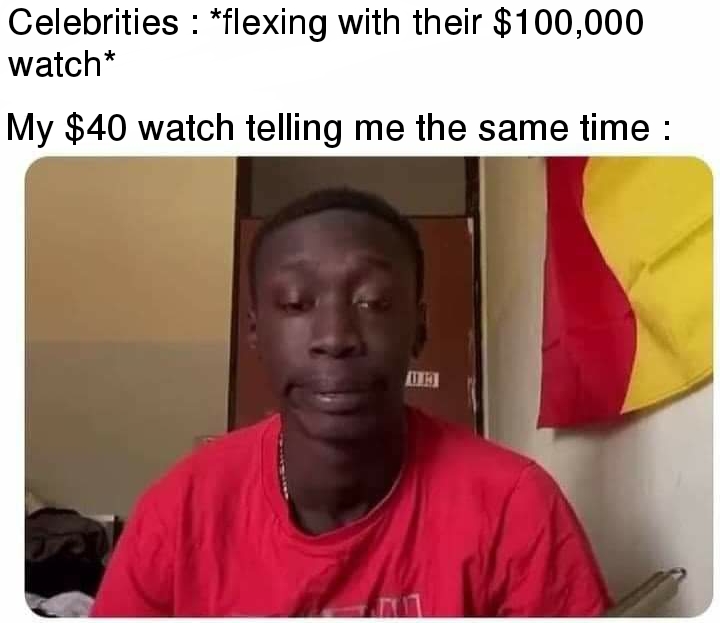 Celebrities : *flexing with their $100,000
watch*
My $40 watch telling me the same time :